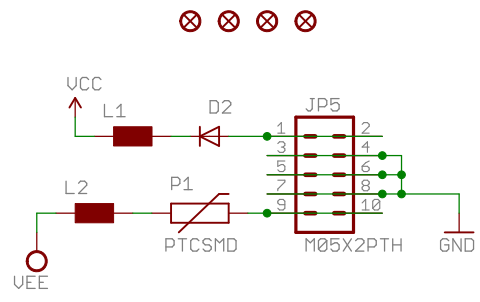 VCC
L1
D2
JP5
1
2
3
4
5
6
7
8
9
10
L2
P1
PTCSMD
M05X2PTH
GND
VEE